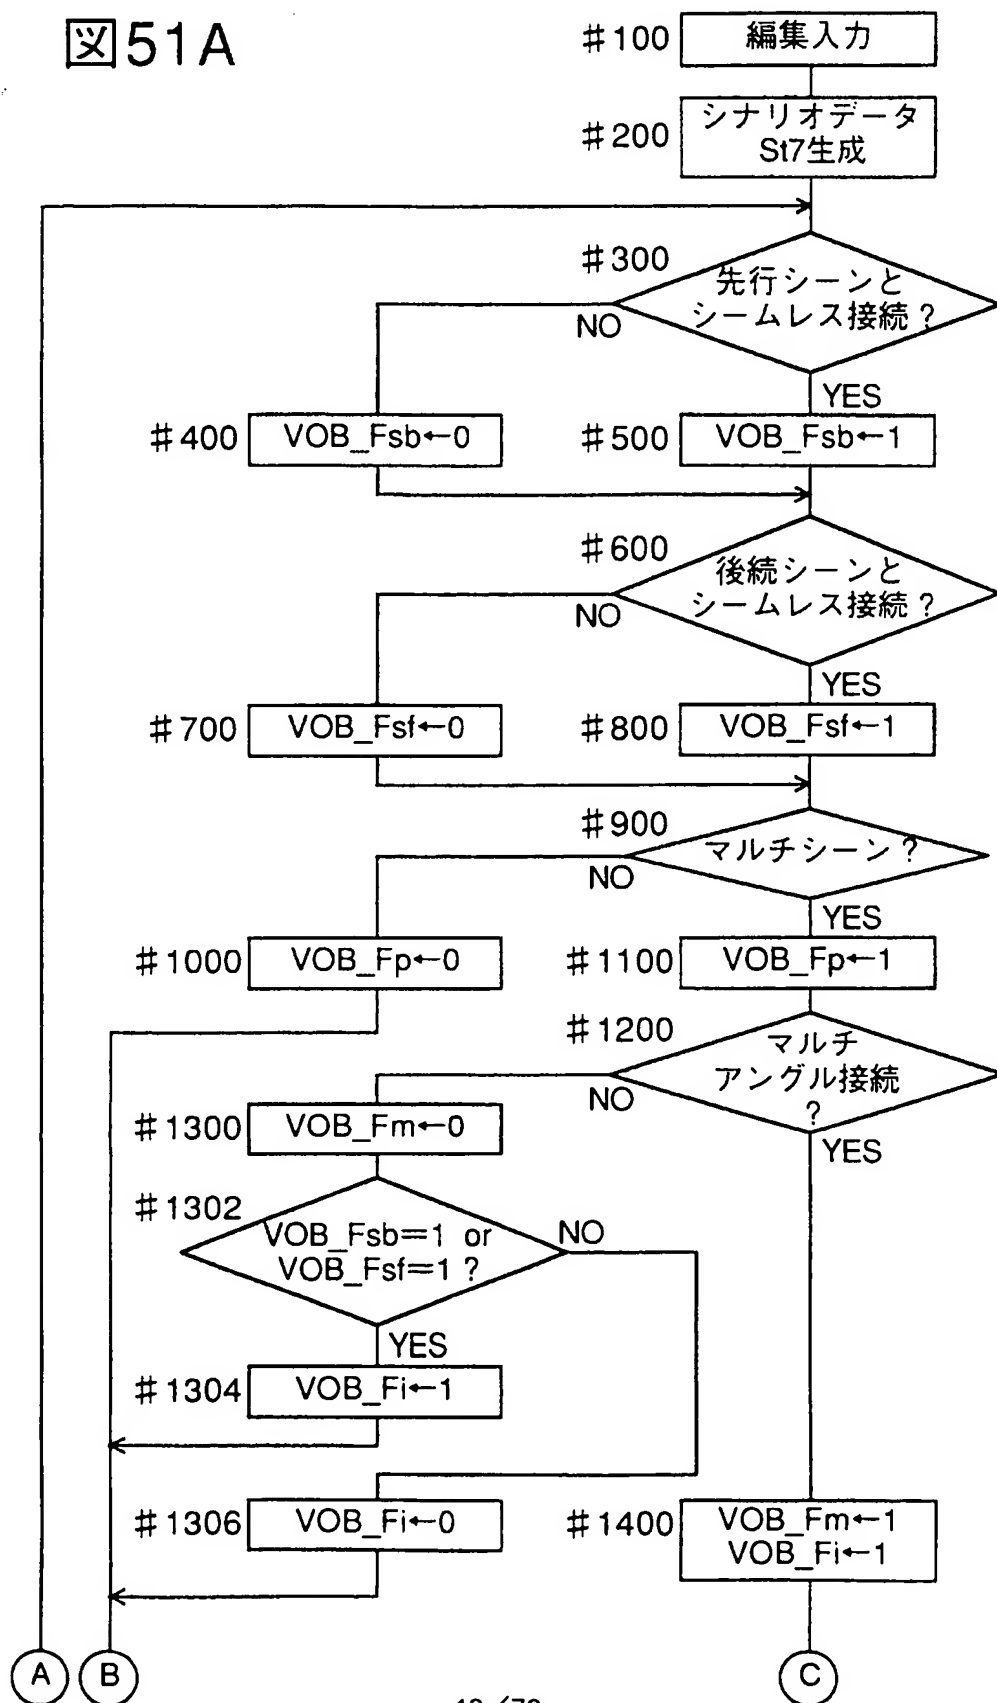 図51A
#100 編集入力
#200 シナリオデータ
St7生成
#300 先行シーンと
シームレス接続?
NO
YES
#400 VOB_Fsb←0
#500 VOB_Fsb←1
#600 後続シーンと
シームレス接続?
NO
YES
#700 VOB_Fsf←0
#800 VOB_Fsf←1
#900 マルチシーン?
NO
YES
#1000 VOB_Fp←0
#1100 VOB_Fp←1
#1200 マルチ
アングル接続
?
NO
YES
#1300 VOB_Fm←0
#1302 VOB_Fsb=1 or
VOB_Fsf=1 ?
NO
YES
#1304 VOB_Fi←1
#1306 VOB_Fi←0
#1400 VOB_Fm←1
VOB_Fi←1
A
B
C